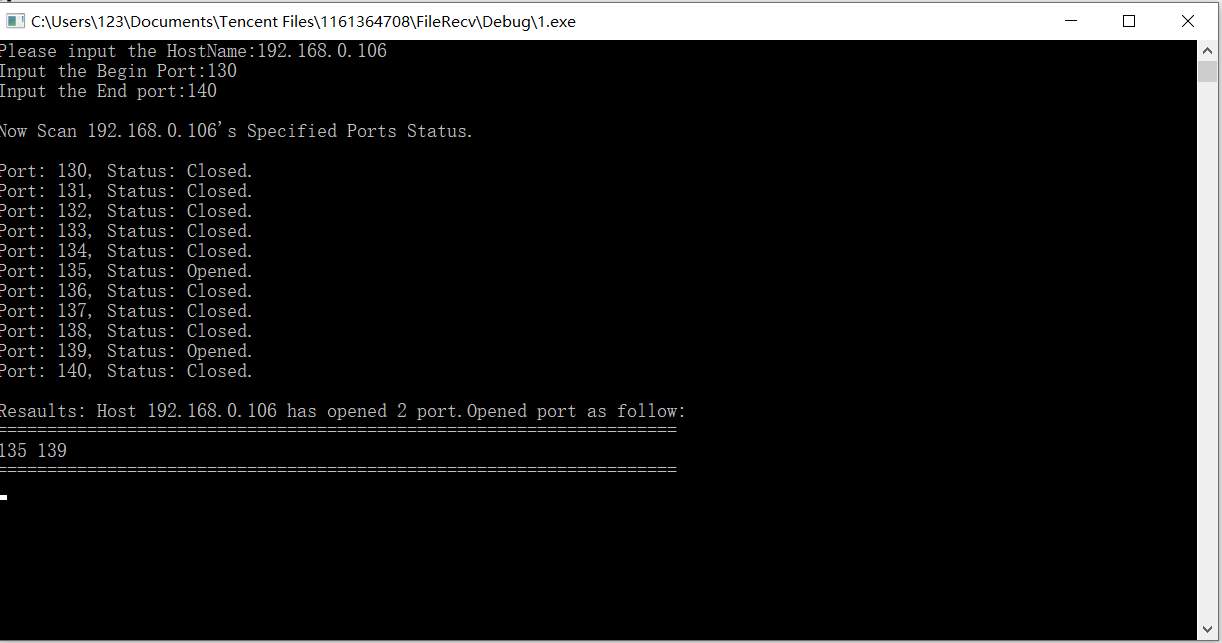 C:\Users\123\Documents\Tencent Files\1161364708\FileRecv\Debug\1.exe
Please input the HostName:192.168.0.106
Input the Begin Port:130
Input the End port:140
Now Scan 192.168.0.106's Specified Ports Status.
Port: 130, Status: Closed.
Port: 131, Status: Closed.
Port: 132, Status: Closed.
Port: 133, Status: Closed.
Port: 134, Status: Closed.
Port: 135, Status: Opened.
Port: 136, Status: Closed.
Port: 137, Status: Closed.
Port: 138, Status: Closed.
Port: 139, Status: Opened.
Port: 140, Status: Closed.
Resaults: Host 192.168.0.106 has opened 2 port.Opened port as follow:
====================================================================
135 139
====================================================================